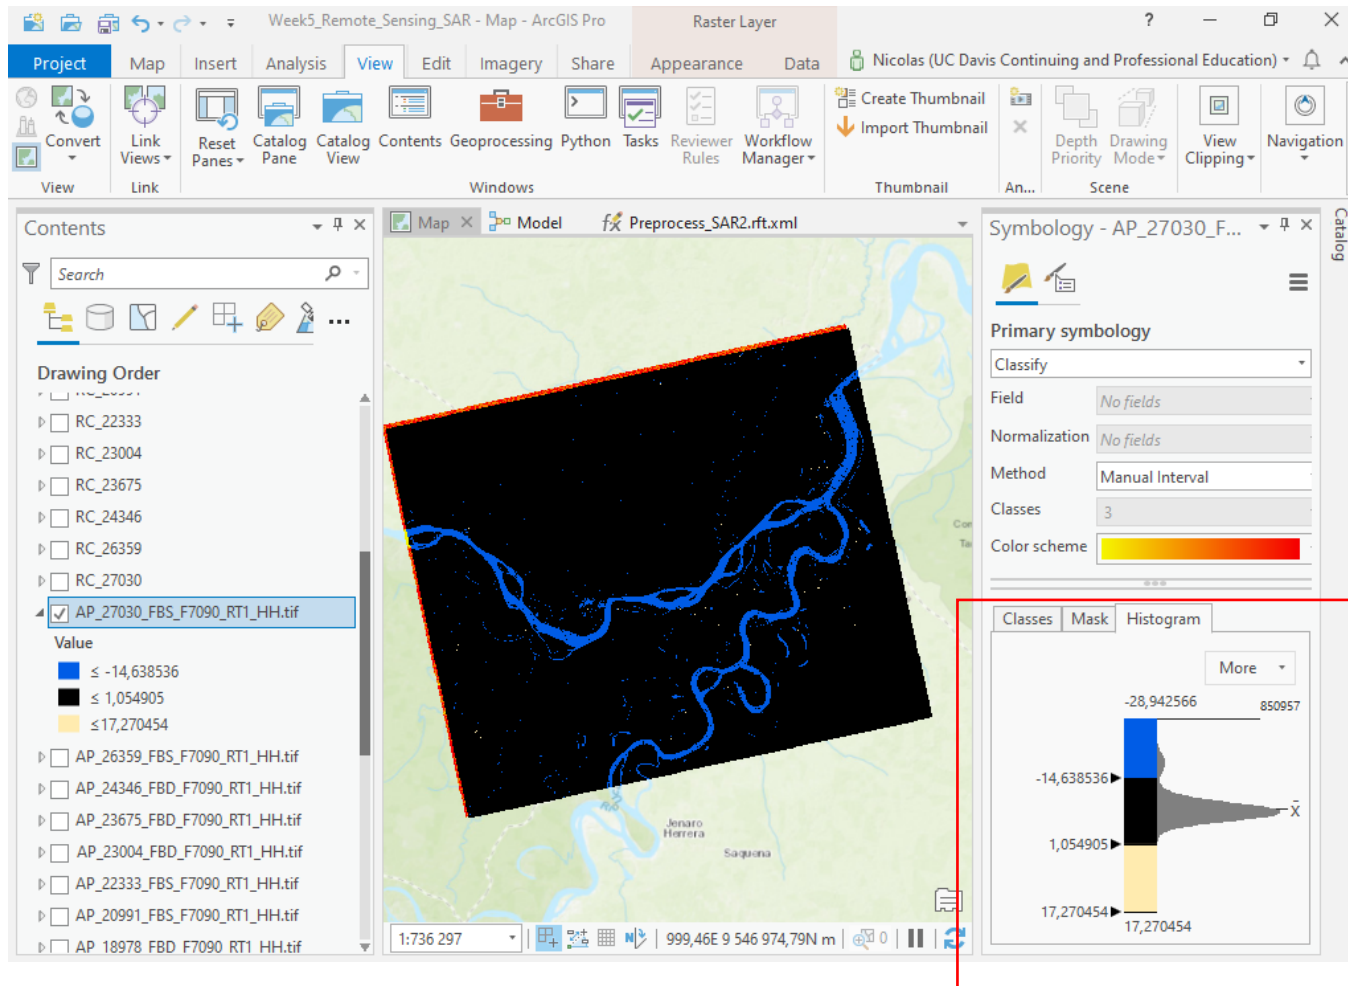 Week5_Remote_Sensing_SAR - Map - ArcGIS Pro
Raster Layer
?
Project Map Insert Analysis View Edit Imagery Share Appearance Data
Nicolas (UC Davis Continuing and Professional Education)
Convert
Link Views
Reset Panes
Catalog Pane
Catalog View
Contents
Geoprocessing
Python
Tasks
Reviewer Rules
Workflow Manager
Create Thumbnail
Import Thumbnail
Depth Priority
Drawing Mode
View Clipping
Navigation
View Link Windows Thumbnail An... Scene
Contents
Search
Drawing Order
RC_22333
RC_23004
RC_23675
RC_24346
RC_26359
RC_27030
AP_27030_FBS_F7090_RT1_HH.tif
Value
≤ -14,638536
≤ 1,054905
≤17,270454
AP_26359_FBS_F7090_RT1_HH.tif
AP_24346_FBD_F7090_RT1_HH.tif
AP_23675_FBD_F7090_RT1_HH.tif
AP_23004_FBD_F7090_RT1_HH.tif
AP_22333_FBS_F7090_RT1_HH.tif
AP_20991_FBS_F7090_RT1_HH.tif
AP_18978_FBD_F7090_RT1_HH.tif
Map Model Preprocess_SAR2.rft.xml
Jenaro
Herrera
Saquena
1:736 297
999,46E 9 546 974,79N m
0
Symbology - AP_27030_F...
Catalog
Primary symbology
Classify
Field No fields
Normalization No fields
Method Manual Interval
Classes 3
Color scheme
Classes Mask Histogram
More
-28,942566
850957
-14,638536
x̄
1,054905
17,270454
17,270454